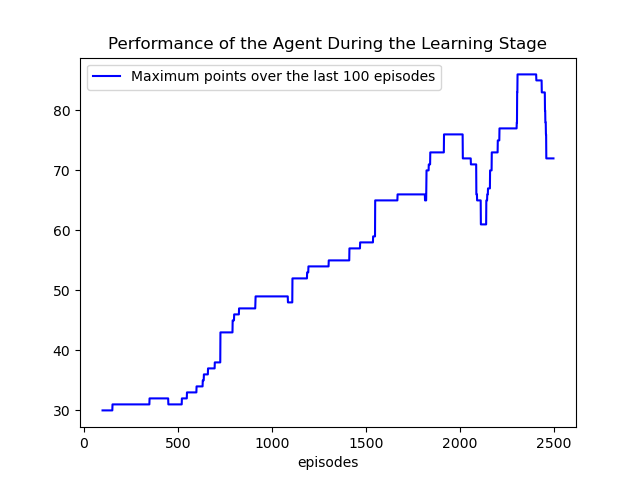 Performance of the Agent During the Learning Stage
Maximum points over the last 100 episodes
80
70
60
50
40
30
0 500 1000 1500 2000 2500
episodes